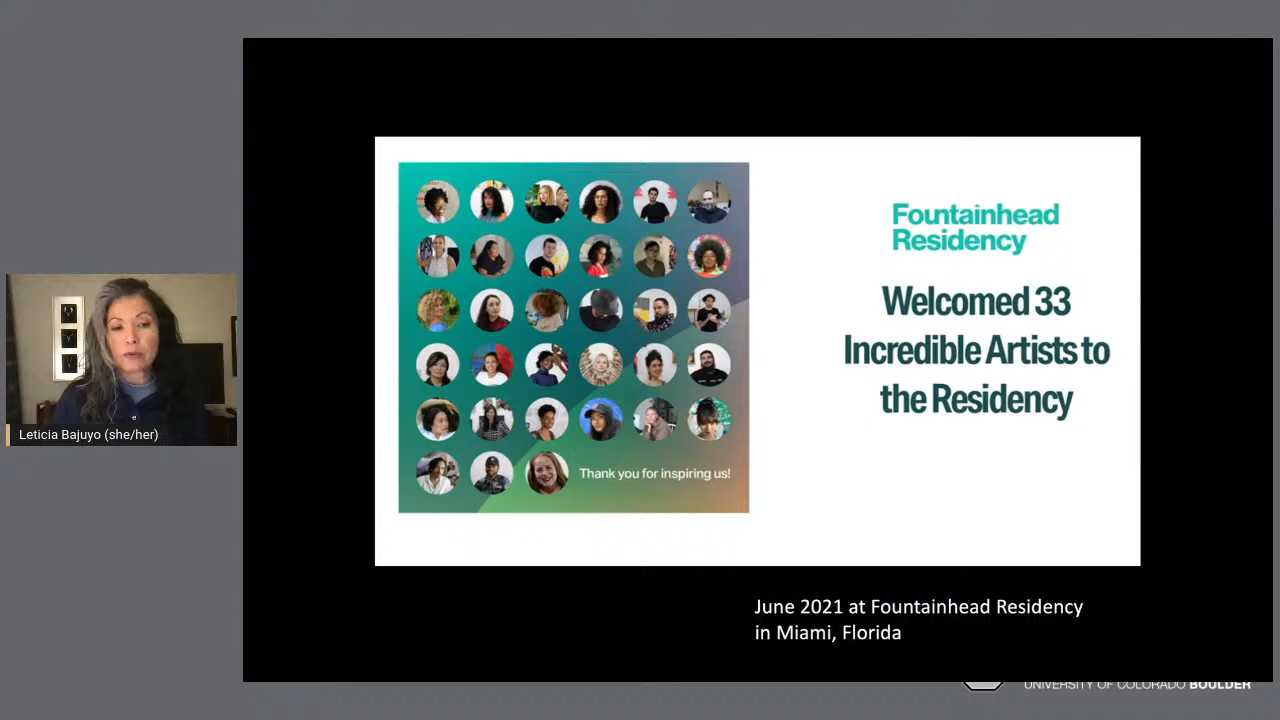 Leticia Bajuyo (she/her)
Thank you for inspiring us!
Fountainhead
Residency
Welcomed 33
Incredible Artists to
the Residency
June 2021 at Fountainhead Residency
in Miami, Florida
UNIVERSITY OF COLORADO BOULDER